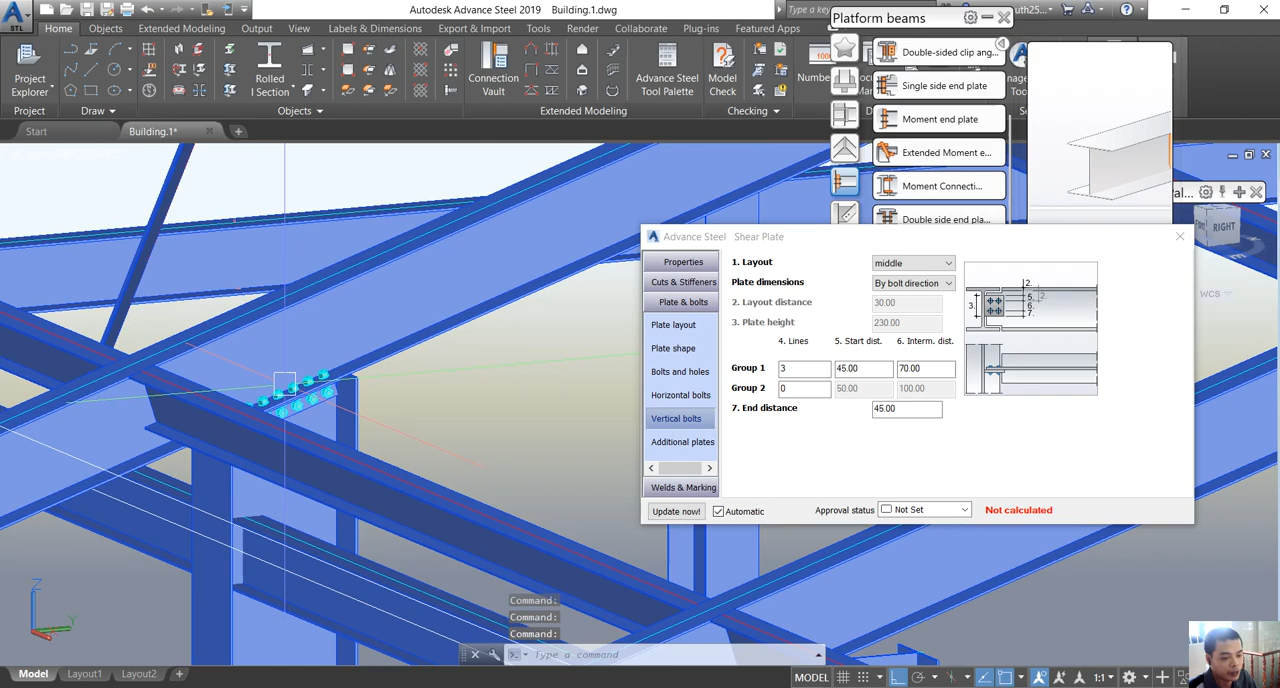 Autodesk Advance Steel 2019 Building.1.dwg
STL
Home Objects Extended Modeling Output View Labels & Dimensions Tools Render Collaborate Export & Import Plug-ins Featured Apps
Project Explorer
Rolled I Section
Connection Vault
Advance Steel Tool Palette
Model Check
Project Draw Objects Extended Modeling Checking
Start Building.1*
Platform beams
Double-sided clip ang...
Single side end plate
Moment end plate
Extended Moment e...
Moment Connecti...
Double side end pla...
RIGHT
WCS
Advance Steel Shear Plate
Properties
Cuts & Stiffeners
Plate & bolts
Plate layout
Plate shape
Bolts and holes
Horizontal bolts
Vertical bolts
Additional plates
Welds & Marking
1. Layout middle
Plate dimensions By bolt direction
2. Layout distance 30.00
3. Plate height 230.00
4. Lines 5. Start dist. 6. Interm. dist.
Group 1 3 45.00 70.00
Group 2 0 50.00 100.00
7. End distance 45.00
2.
3.
5.
6.
7.
Update now! Automatic Approval status Not Set Not calculated
Z
Y
Command:
Command:
Command:
Type a command
Model Layout1 Layout2 MODEL 1:1